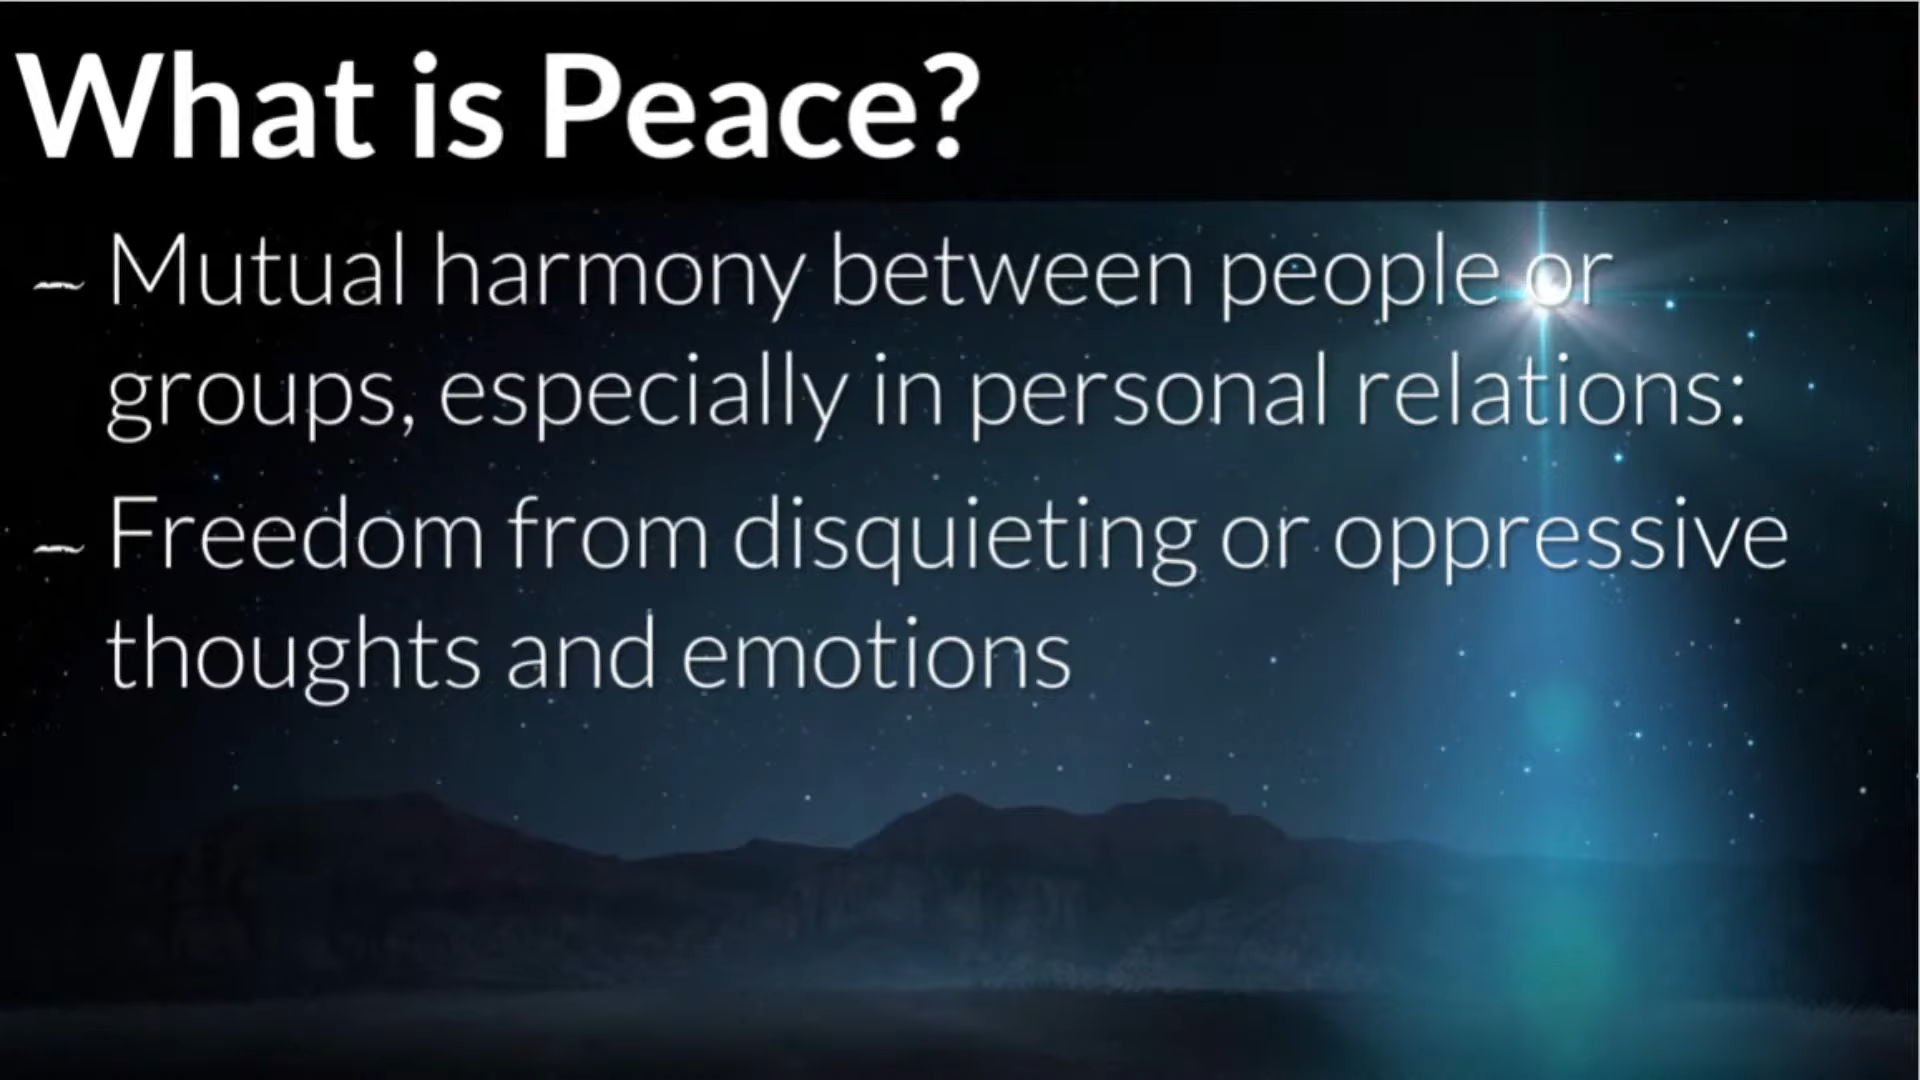 What is Peace?
~ Mutual harmony between people or
groups, especially in personal relations:
~ Freedom from disquieting or oppressive
thoughts and emotions